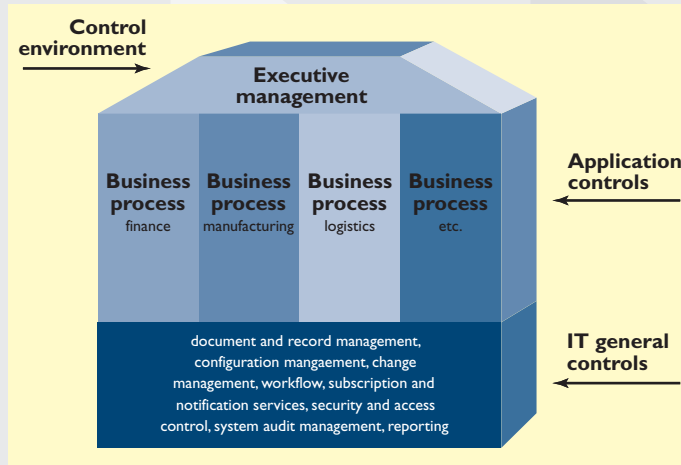 Control
environment
Executive
management
Business
process
finance
Business
process
manufacturing
Business
process
logistics
Business
process
etc.
Application
controls
document and record management,
configuration mangaement, change
management, workflow, subscription and
notification services, security and access
control, system audit management, reporting
IT general
controls